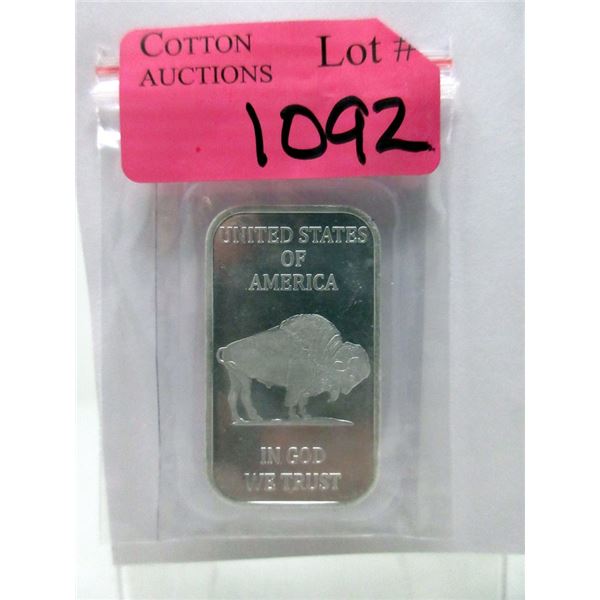 COTTON
AUCTIONS
Lot #
1092
UNITED STATES
OF
AMERICA
IN GOD
WE TRUST